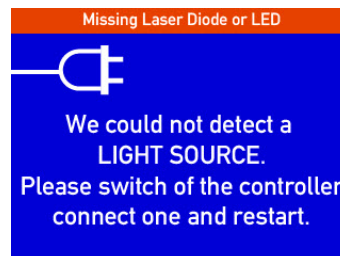 Missing Laser Diode or LED
We could not detect a
LIGHT SOURCE.
Please switch of the controller
connect one and restart.